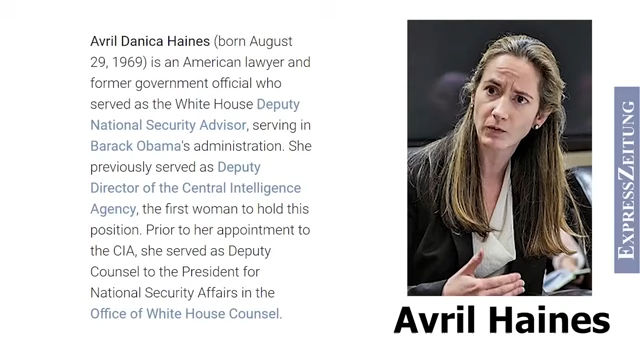 Avril Danica Haines (born August
29, 1969) is an American lawyer and
former government official who
served as the White House Deputy
National Security Advisor, serving in
Barack Obama's administration. She
previously served as Deputy
Director of the Central Intelligence
Agency, the first woman to hold this
position. Prior to her appointment to
the CIA, she served as Deputy
Counsel to the President for
National Security Affairs in the
Office of White House Counsel.
Avril Haines
EXPRESSZEITUNG